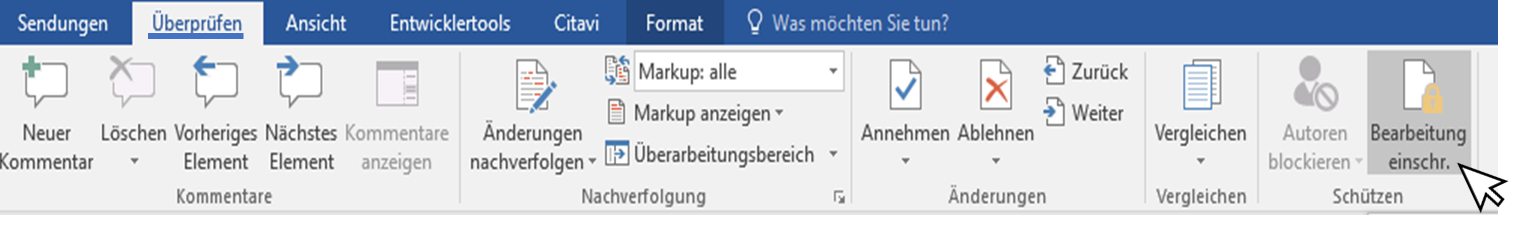 Sendungen Überprüfen Ansicht Entwicklertools Citavi Format Was möchten Sie tun?
Neuer Kommentar
Löschen
Vorheriges Element
Nächstes Element
Kommentare anzeigen
Kommentare
Änderungen nachverfolgen
Markup: alle
Markup anzeigen
Überarbeitungsbereich
Nachverfolgung
Annehmen
Ablehnen
Zurück
Weiter
Änderungen
Vergleichen
Vergleichen
Autoren blockieren
Bearbeitung einschr.
Schützen